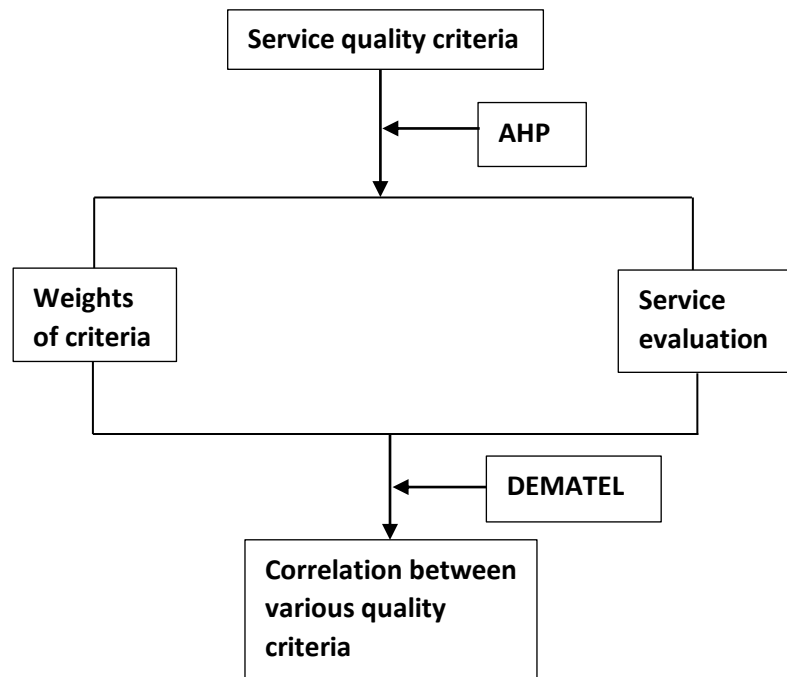 Service quality criteria
AHP
Weights
of criteria
Service
evaluation
DEMATEL
Correlation between
various quality
criteria